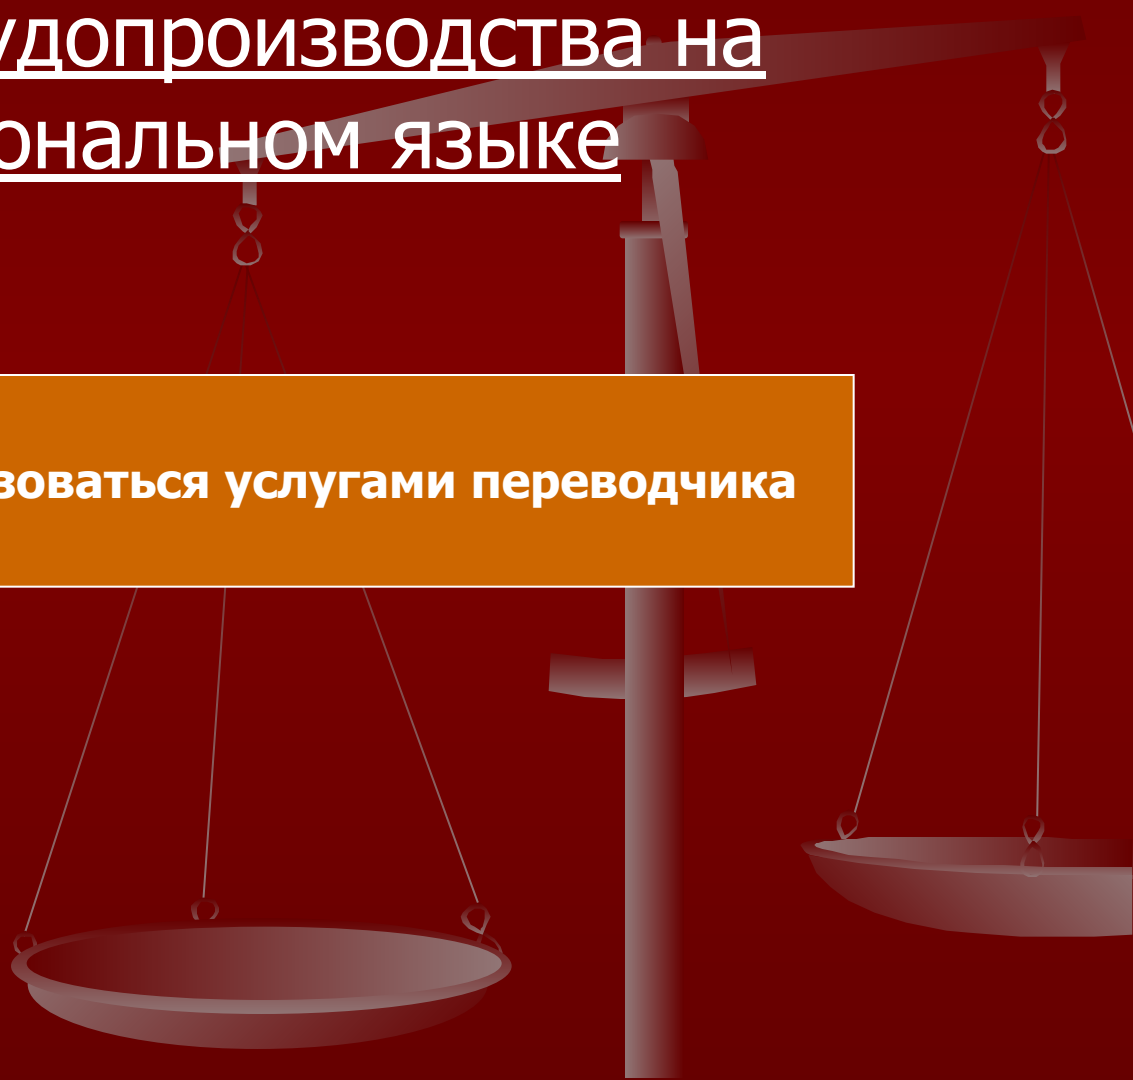 удопроизводства на
ональном языке
зоваться услугами переводчика